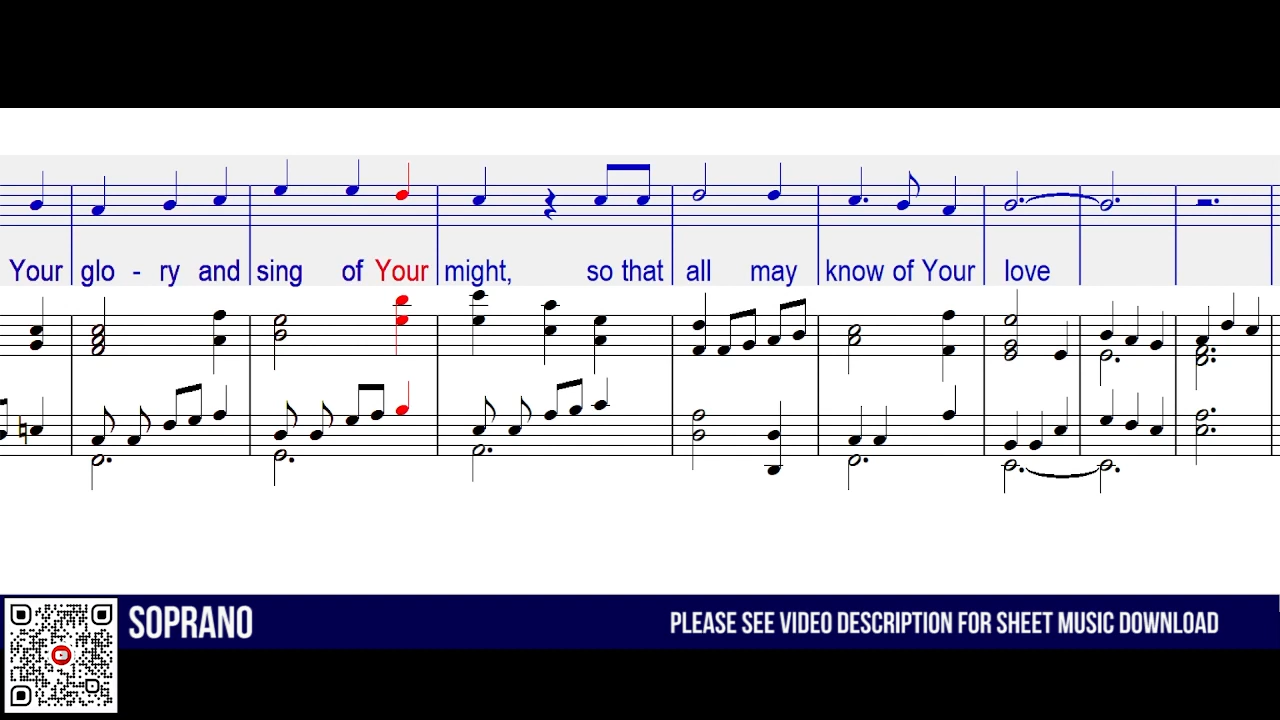 Your glo - ry and sing of Your might, so that all may know of Your love
SOPRANO
PLEASE SEE VIDEO DESCRIPTION FOR SHEET MUSIC DOWNLOAD